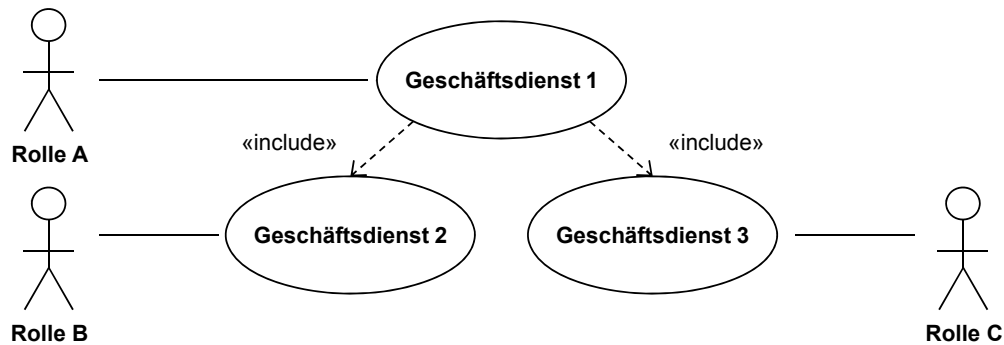 Geschäftsdienst 1
«include»
«include»
Rolle A
Geschäftsdienst 2
Geschäftsdienst 3
Rolle B
Rolle C